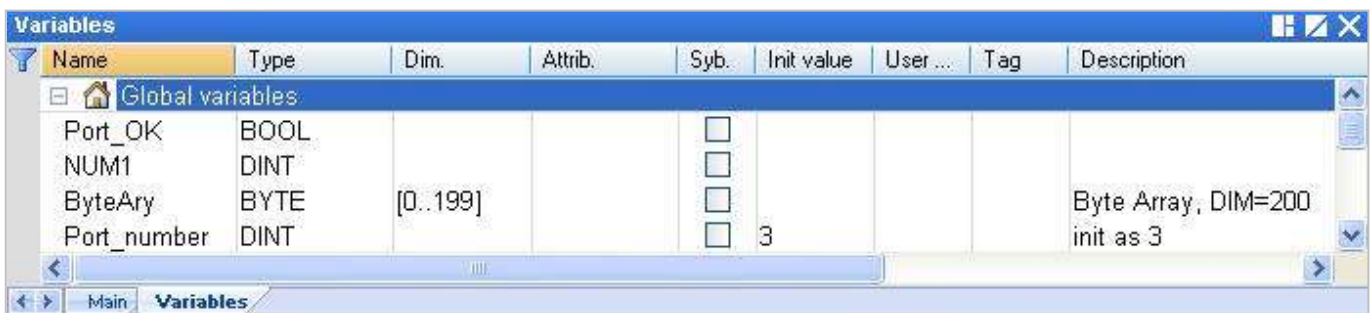 Variables
Name Type Dim. Attrib. Syb. Init value User ... Tag Description
Global variables
Port_OK BOOL
NUM1 DINT
ByteAry BYTE [0..199] Byte Array, DIM=200
Port_number DINT 3 init as 3
Main Variables